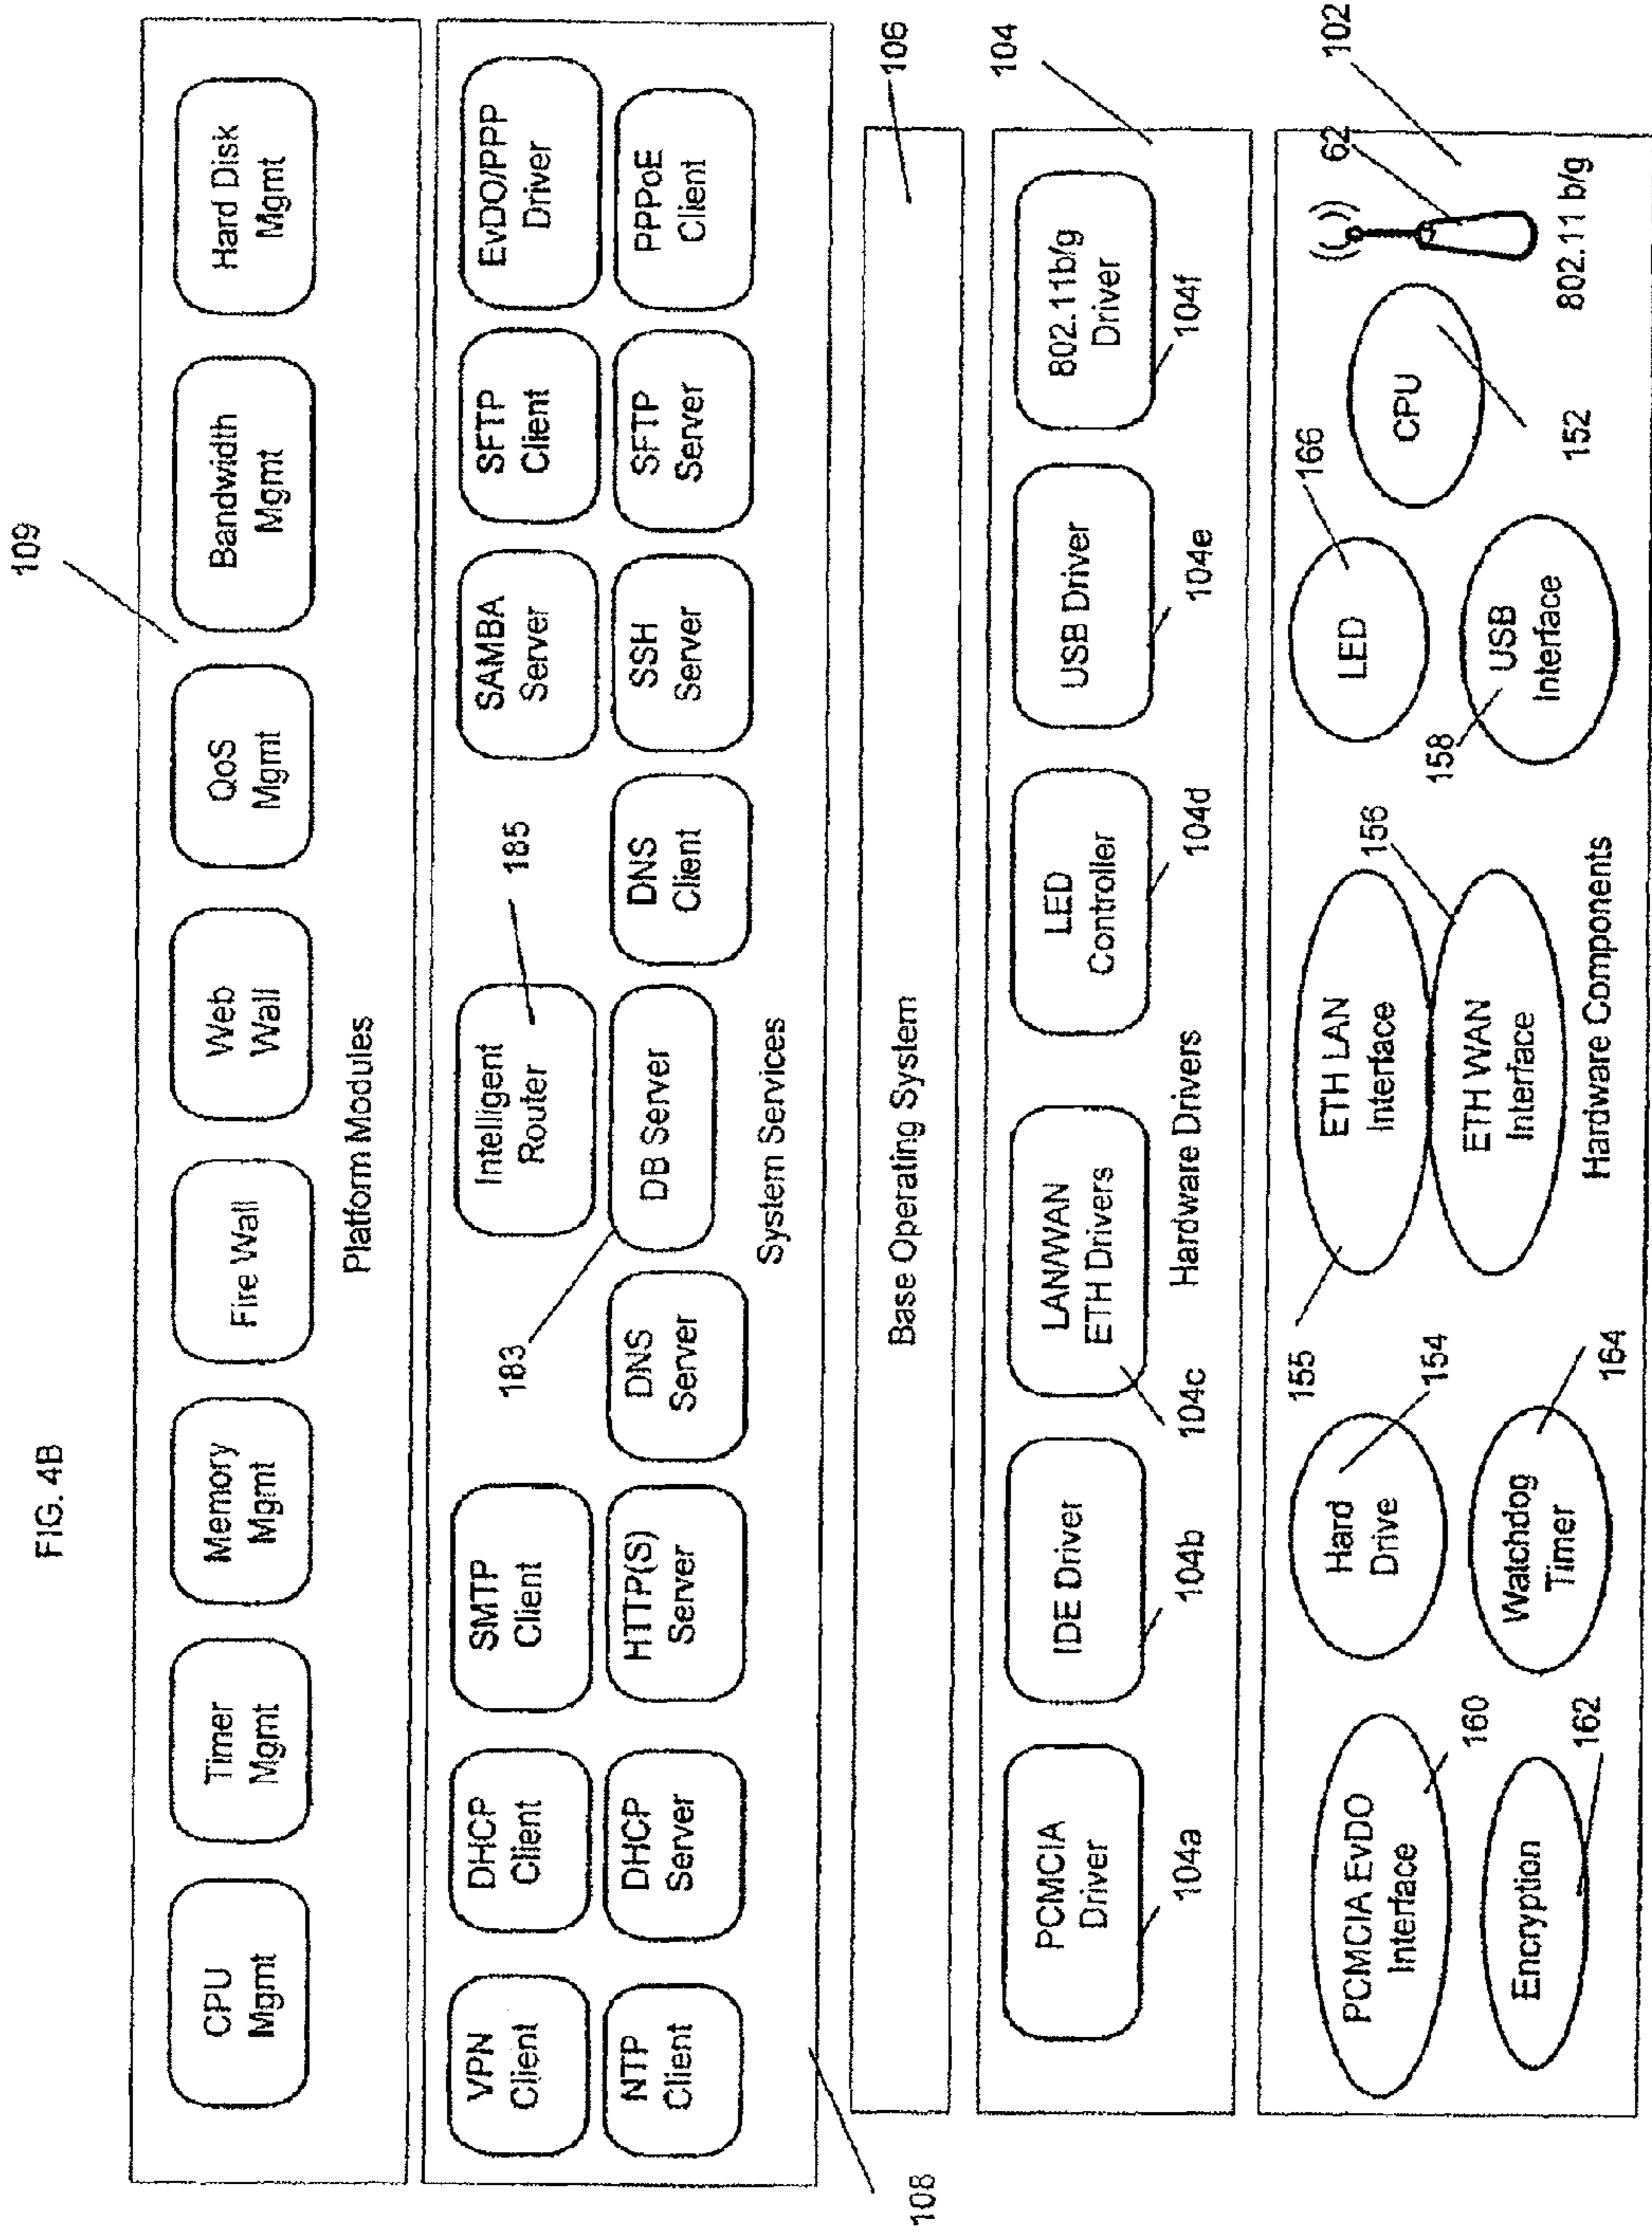 FIG. 4B
109
CPU
Mgmt
Timer
Mgmt
Memory
Mgmt
Fire Wall
Web
Wall
QoS
Mgmt
Bandwidth
Mgmt
Hard Disk
Mgmt
Platform Modules
VPN
Client
DHCP
Client
SMTP
Client
Intelligent
Router
185
SAMBA
Server
SFTP
Client
EvDO/PPP
Driver
NTP
Client
DHCP
Server
HTTP(S)
Server
183
DNS
Server
DB Server
DNS
Client
SSH
Server
SFTP
Server
PPPoE
Client
System Services
108
Base Operating System
106
PCMCIA
Driver
104a
IDE Driver
104b
LAN/WAN
ETH Drivers
104c
LED
Controller
104d
USB Driver
104e
802.11b/g
Driver
104f
104
Hardware Drivers
PCMCIA EvDO
Interface
160
Hard
Drive
154
155
ETH LAN
Interface
156
LED
166
CPU
152
62
102
802.11 b/g
Encryption
162
Watchdog
Timer
164
ETH WAN
Interface
158
USB
Interface
Hardware Components